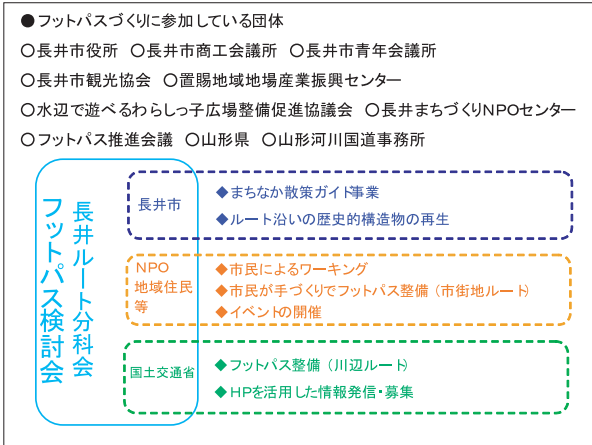 ●フットパスづくりに参加している団体
○長井市役所 ○長井市商工会議所 ○長井市青年会議所
○長井市観光協会 ○置賜地域地場産業振興センター
○水辺で遊べるわらしっ子広場整備促進協議会 ○長井まちづくりNPOセンター
○フットパス推進会議 ○山形県 ○山形河川国道事務所
長井ルート分科会
フットパス検討会
長井市
◆まちなか散策ガイド事業
◆ルート沿いの歴史的構造物の再生
NPO
地域住民
等
◆市民によるワーキング
◆市民が手づくりでフットパス整備（市街地ルート）
◆イベントの開催
国土交通省
◆フットパス整備（川辺ルート）
◆HPを活用した情報発信・募集